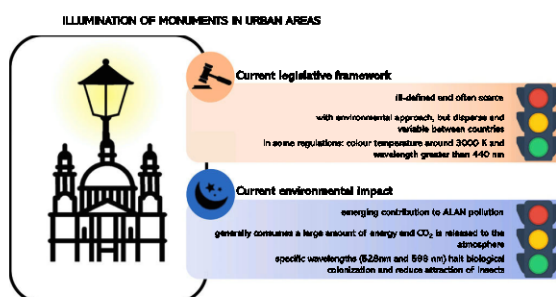 ILLUMINATION OF MONUMENTS IN URBAN AREAS
Current legislative framework
ill-defined and often scarce
with environmental approach, but disperse and
variable between countries
in some regulations: colour temperature around 3000 K and
wavelength greater than 440 nm
Current environmental impact
emerging contribution to ALAN pollution
generally consumes a large amount of energy and CO₂ is released to the
atmosphere
specific wavelengths (528nm and 598 nm) halt biological
colonization and reduce attraction of insects